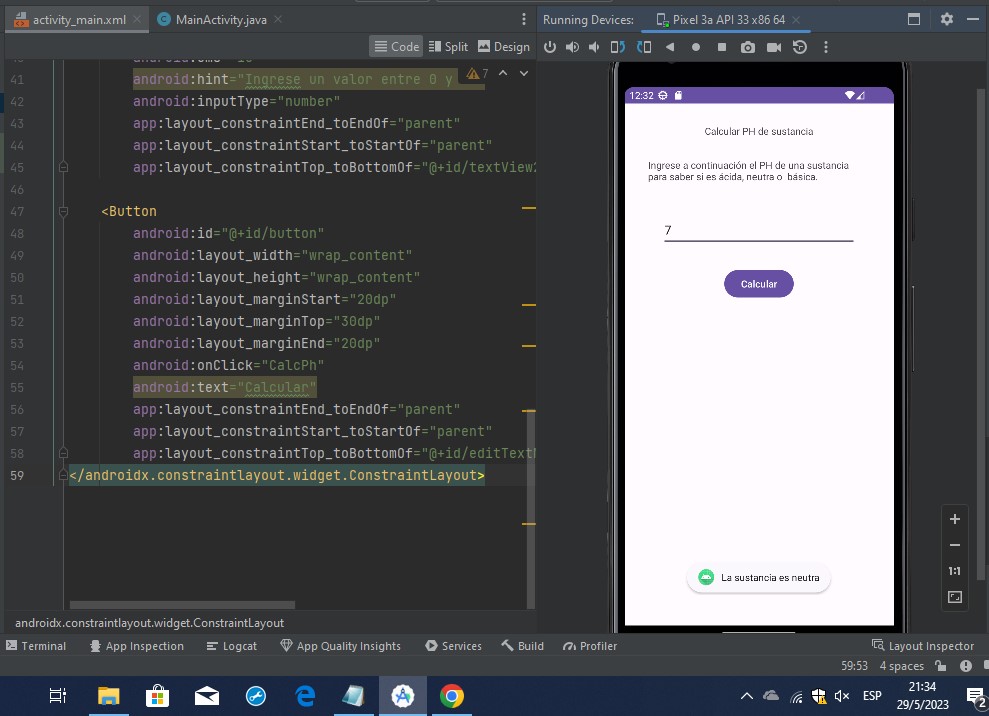 activity_main.xml
MainActivity.java
Running Devices:
Pixel 3a API 33 x86 64
Code
Split
Design
41
android:hint="Ingrese un valor entre 0 y
7
42
android:inputType="number"
43
app:layout_constraintEnd_toEndOf="parent"
44
app:layout_constraintStart_toStartOf="parent"
45
app:layout_constraintTop_toBottomOf="@+id/textView2
46
47
<Button
48
android:id="@+id/button"
49
android:layout_width="wrap_content"
50
android:layout_height="wrap_content"
51
android:layout_marginStart="20dp"
52
android:layout_marginTop="30dp"
53
android:layout_marginEnd="20dp"
54
android:onClick="CalcPh"
55
android:text="Calcular"
56
app:layout_constraintEnd_toEndOf="parent"
57
app:layout_constraintStart_toStartOf="parent"
58
app:layout_constraintTop_toBottomOf="@+id/editText
59
</androidx.constraintlayout.widget.ConstraintLayout>
12:32
Calcular PH de sustancia
Ingrese a continuación el PH de una sustancia
para saber si es ácida, neutra o básica.
7
Calcular
La sustancia es neutra
1:1
androidx.constraintlayout.widget.ConstraintLayout
Terminal
App Inspection
Logcat
App Quality Insights
Services
Build
Profiler
Layout Inspector
59:53
4 spaces
ESP
21:34
29/5/2023
2